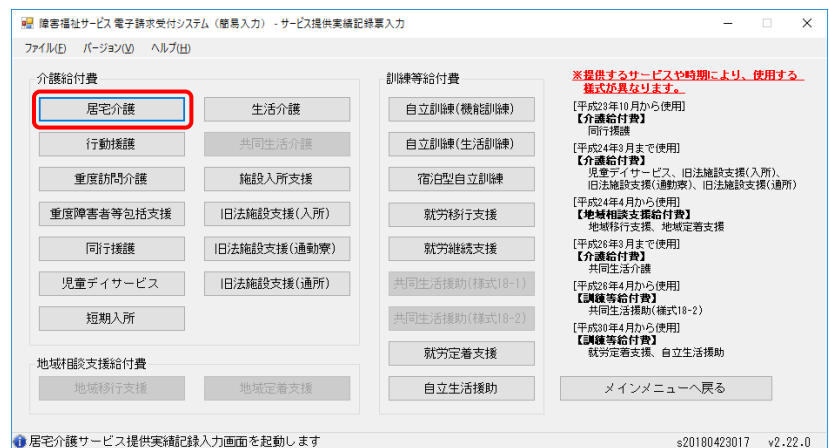 障害福祉サービス 電子請求受付システム（簡易入力） - サービス提供実績記録票入力
ファイル(F) バージョン(V) ヘルプ(H)
介護給付費
居宅介護 生活介護
行動援護 共同生活介護
重度訪問介護 施設入所支援
重度障害者等包括支援 旧法施設支援(入所)
同行援護 旧法施設支援(通勤寮)
児童デイサービス 旧法施設支援(通所)
短期入所
地域相談支援給付費
地域移行支援 地域定着支援
訓練等給付費
自立訓練(機能訓練)
自立訓練(生活訓練)
宿泊型自立訓練
就労移行支援
就労継続支援
共同生活援助(様式18-1)
共同生活援助(様式18-2)
就労定着支援
自立生活援助
※提供するサービスや時期により、使用する
様式が異なります。
[平成23年10月から使用]
【介護給付費】
同行援護
[平成24年3月まで使用]
【介護給付費】
児童デイサービス、旧法施設支援(入所)、
旧法施設支援(通勤寮)、旧法施設支援(通所)
[平成24年4月から使用]
【地域相談支援給付費】
地域移行支援、地域定着支援
[平成26年3月まで使用]
【介護給付費】
共同生活介護
[平成26年4月から使用]
【訓練等給付費】
共同生活援助(様式18-2)
[平成30年4月から使用]
【訓練等給付費】
就労定着支援、自立生活援助
メインメニューへ戻る
居宅介護サービス提供実績記録入力画面を起動します s20180423017 v2.22.0